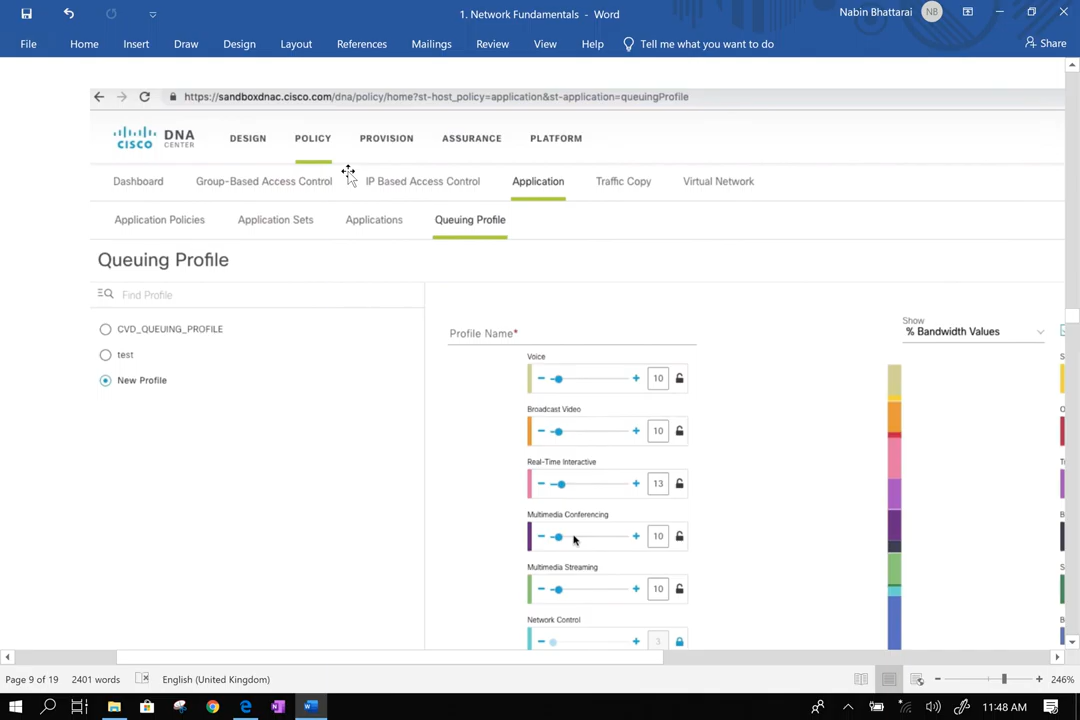 1. Network Fundamentals - Word
Nabin Bhattarai NB
File Home Insert Draw Design Layout References Mailings Review View Help Tell me what you want to do Share
https://sandboxdnac.cisco.com/dna/policy/home?st-host_policy=application&st-application=queuingProfile
CISCO DNA CENTER DESIGN POLICY PROVISION ASSURANCE PLATFORM
Dashboard Group-Based Access Control IP Based Access Control Application Traffic Copy Virtual Network
Application Policies Application Sets Applications Queuing Profile
Queuing Profile
Find Profile
CVD_QUEUING_PROFILE
test
New Profile
Profile Name*
Show
% Bandwidth Values
Voice
10
Broadcast Video
10
Real-Time Interactive
13
Multimedia Conferencing
10
Multimedia Streaming
10
Network Control
3
Page 9 of 19 2401 words English (United Kingdom) 246%
11:48 AM